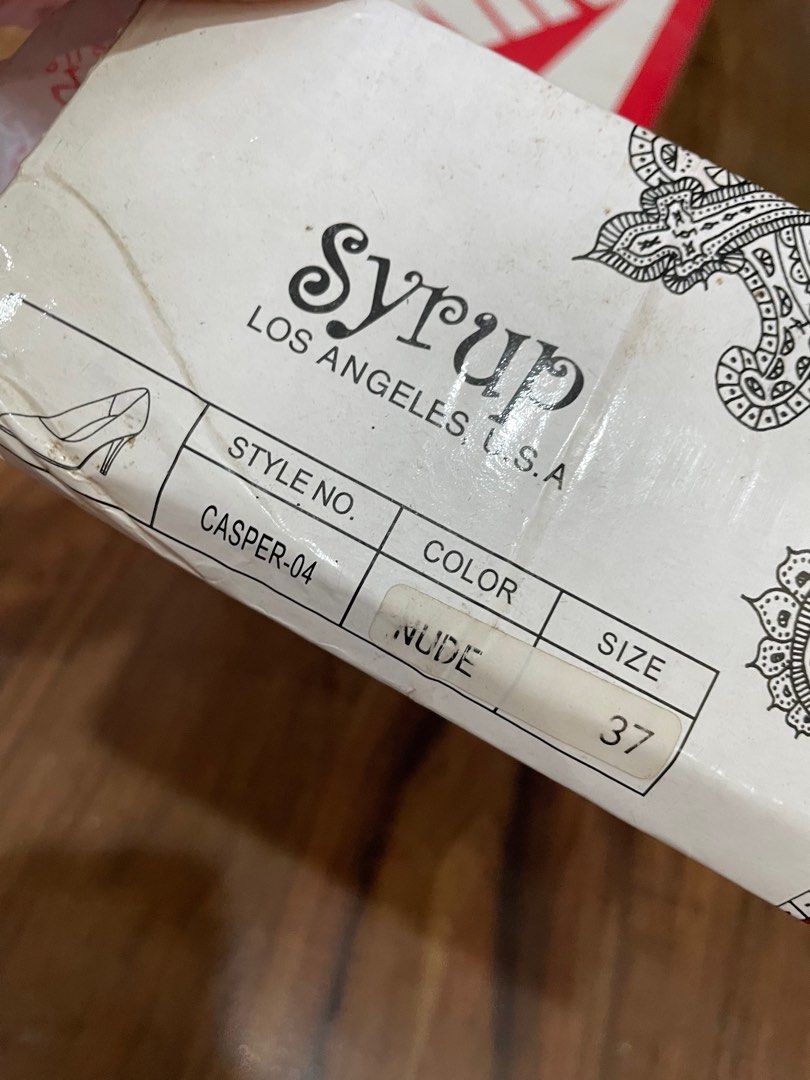 Syrup
LOS ANGELES, U.S.A
STYLE NO. COLOR SIZE
CASPER-04 NUDE 37